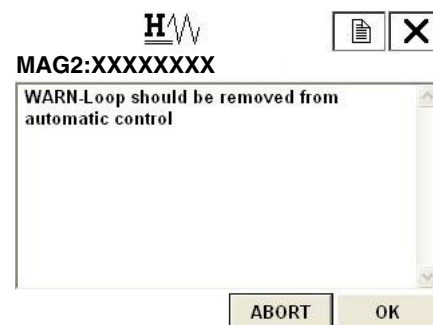 H
MAG2:XXXXXXXX
WARN-Loop should be removed from
automatic control
ABORT OK